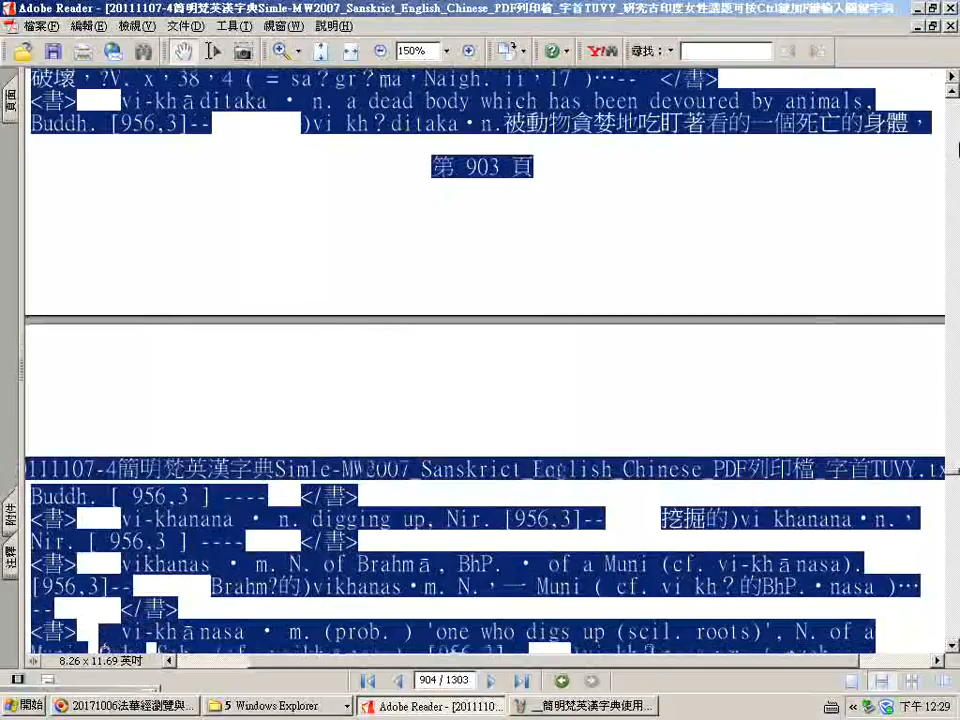 Adobe Reader - [20111107-4簡明梵英漢字典Simle-MW2007_Sanskrict_English_Chinese_PDF列印檔_字首TUVY_研究古印度女性議題可按Ctrl鍵加F鍵輸入關鍵字詞
檔案(F) 編輯(E) 檢視(V) 文件(D) 工具(T) 視窗(W) 說明(H)
150% Y! 尋找:
頁面
破壞，?V. x，38，4 ( = sa？gr？ma，Naigh. ii，17 )…-- </書>
<書> vi-khāditaka • n. a dead body which has been devoured by animals,
Buddh. [956,3]-- )vi kh？ditaka•n.被動物貪婪地吃盯著看的一個死亡的身體，
第 903 頁
)111107-4簡明梵英漢字典Simle-MW2007_Sanskrict_English_Chinese_PDF列印檔_字首TUVY.tx
Buddh. [ 956,3 ] ---- </書>
<書> vi-khanana • n. digging up, Nir. [956,3]-- 挖掘的)vi khanana•n.，
Nir. [ 956,3 ] ---- </書>
<書> vikhanas • m. N. of Brahmā, BhP. • of a Muni (cf. vi-khānasa).
[956,3]-- Brahm?的)vikhanas•m. N.，一 Muni ( cf. vi kh？的BhP.•nasa )…
-- </書>
<書> vi-khānasa • m. (prob. ) 'one who digs up (scil. roots)', N. of a
附件
注釋
8.26 x 11.69 英吋
904 / 1303
開始 20171006法華經瀏覽與... 5 Windows Explorer Adobe Reader - [2011110... __簡明梵英漢字典使用... 下午 12:29